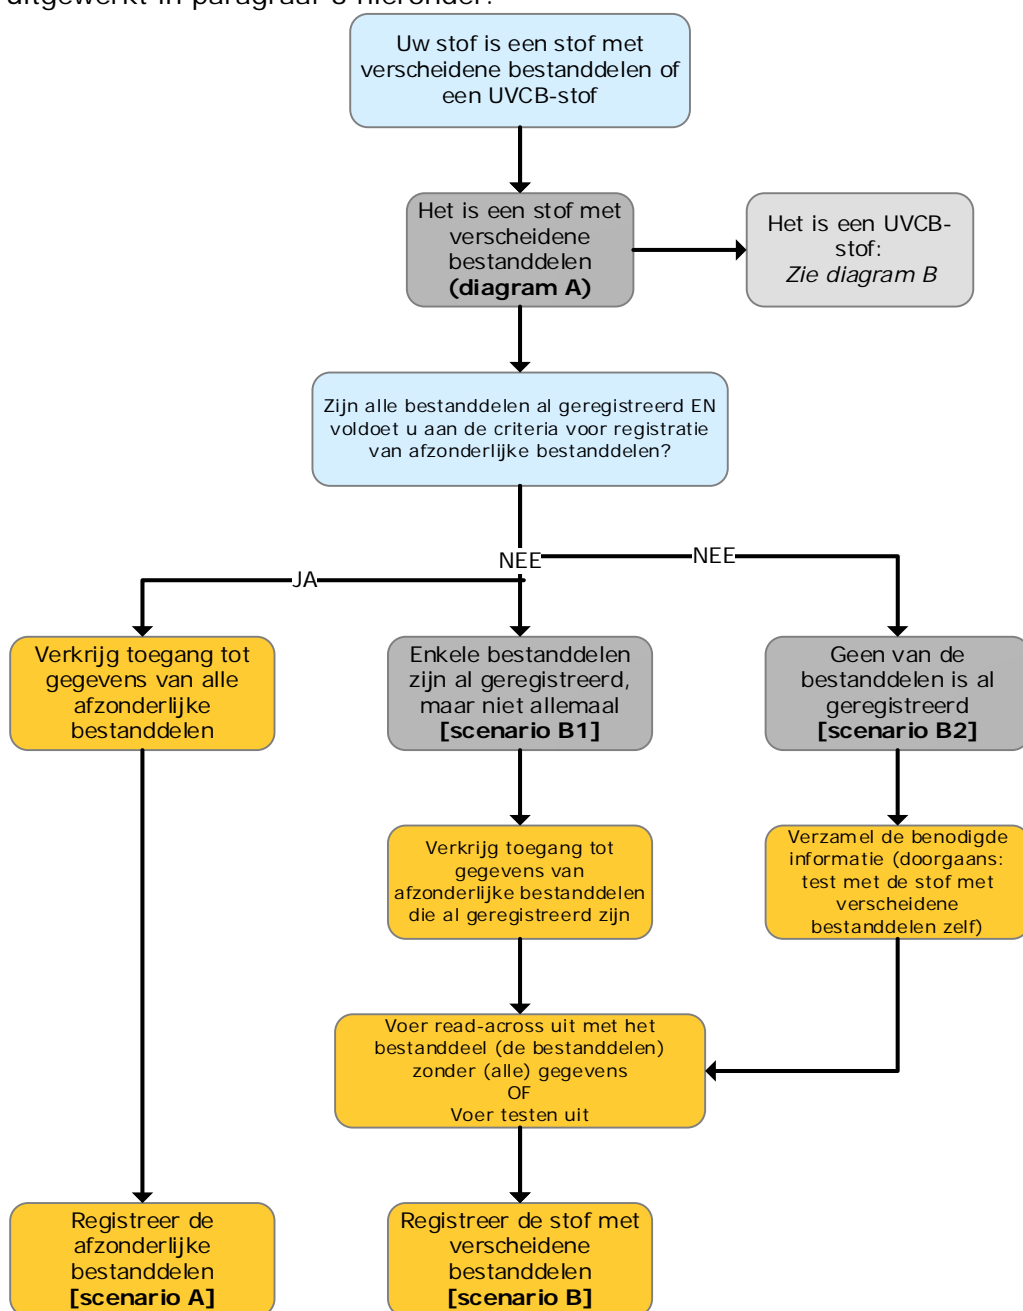 uitgewerkt in paragraaf 3 hieronder.
Uw stof is een stof met
verscheidene bestanddelen of
een UVCB-stof
Het is een stof met
verscheidene
bestanddelen
(diagram A)
Het is een UVCB-
stof:
Zie diagram B
Zijn alle bestanddelen al geregistreerd EN
voldoet u aan de criteria voor registratie
van afzonderlijke bestanddelen?
NEE
NEE
JA
Verkrijg toegang tot
gegevens van alle
afzonderlijke
bestanddelen
Enkele bestanddelen
zijn al geregistreerd,
maar niet allemaal
[scenario B1]
Geen van de
bestanddelen is al
geregistreerd
[scenario B2]
Verkrijg toegang tot
gegevens van
afzonderlijke bestanddelen
die al geregistreerd zijn
Verzamel de benodigde
informatie (doorgaans:
test met de stof met
verscheidene
bestanddelen zelf)
Voer read-across uit met het
bestanddeel (de bestanddelen)
zonder (alle) gegevens
OF
Voer testen uit
Registreer de
afzonderlijke
bestanddelen
[scenario A]
Registreer de stof met
verscheidene
bestanddelen
[scenario B]